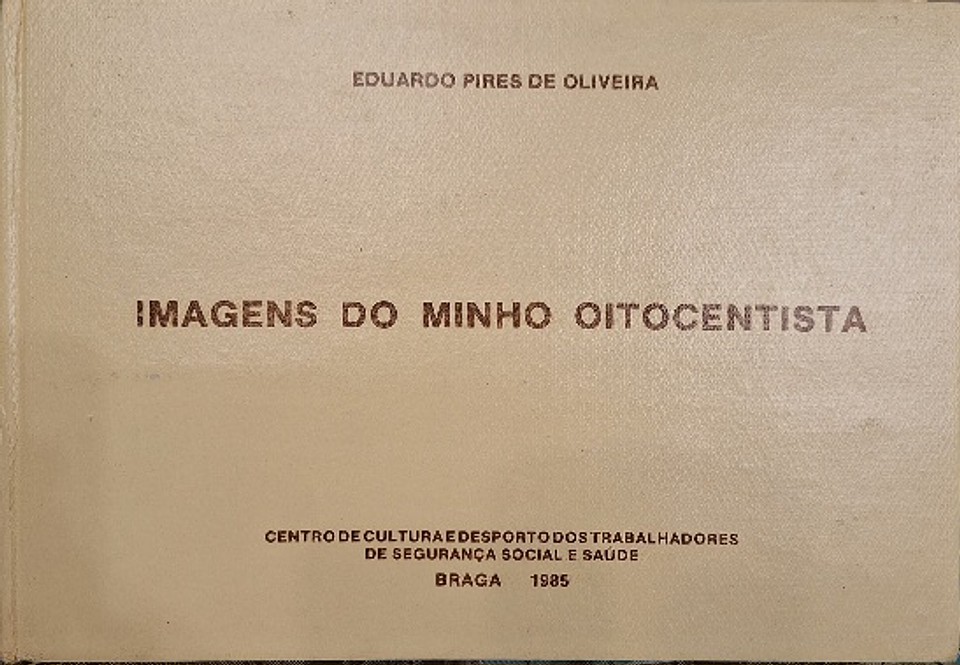 EDUARDO PIRES DE OLIVEIRA
IMAGENS DO MINHO OITOCENTISTA
CENTRO DE CULTURA E DESPORTO DOS TRABALHADORES
DE SEGURANÇA SOCIAL E SAÚDE
BRAGA 1985